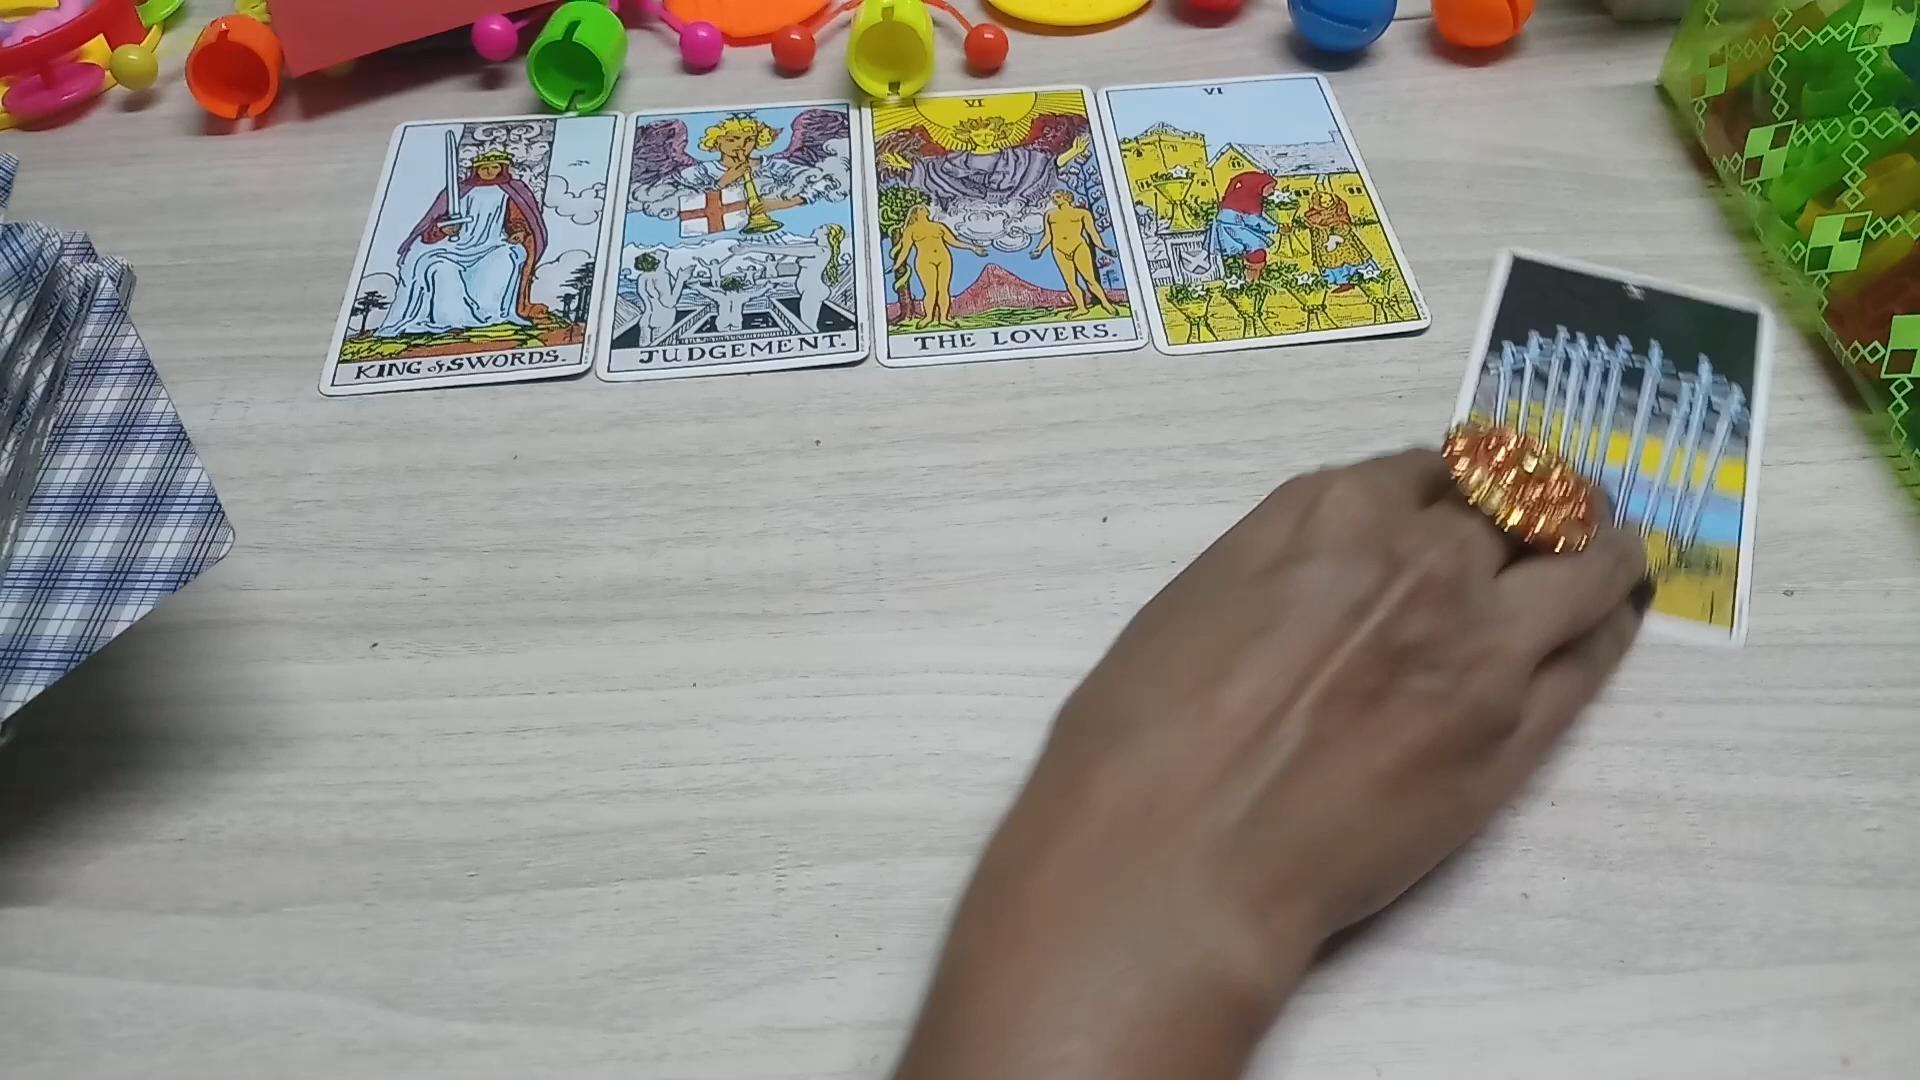 KING of SWORDS.
JUDGEMENT.
VI
THE LOVERS.
VI